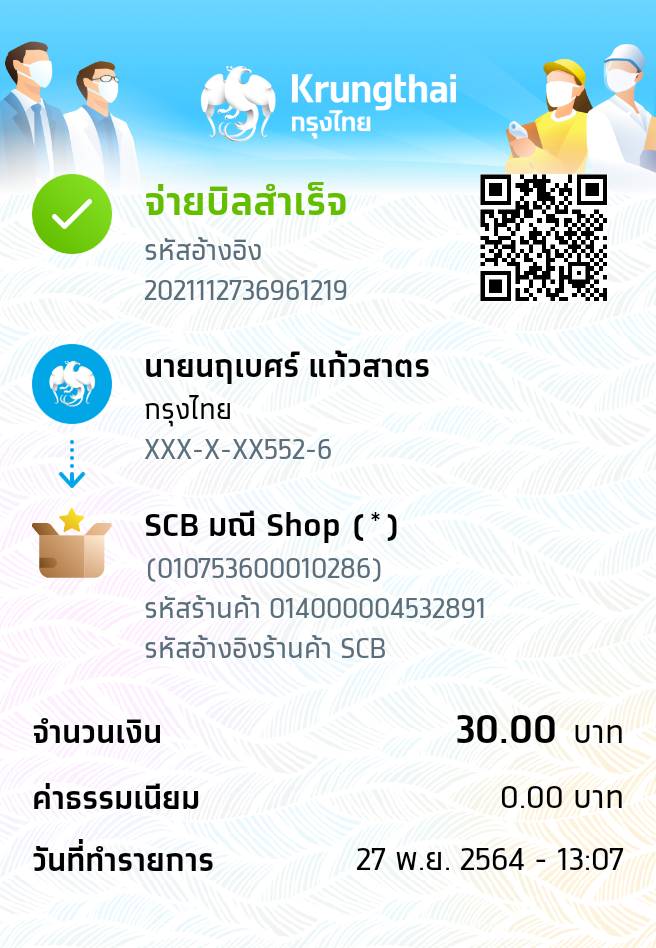 Krungthai
กรุงไทย
จ่ายบิลสำเร็จ
รหัสอ้างอิง
2021112736961219
นายนฤเบศร์ แก้วสาตร
กรุงไทย
XXX-X-XX552-6
SCB มณี Shop (*)
(010753600010286)
รหัสร้านค้า 014000004532891
รหัสอ้างอิงร้านค้า SCB
จำนวนเงิน 30.00 บาท
ค่าธรรมเนียม 0.00 บาท
วันที่ทำรายการ 27 พ.ย. 2564 - 13:07